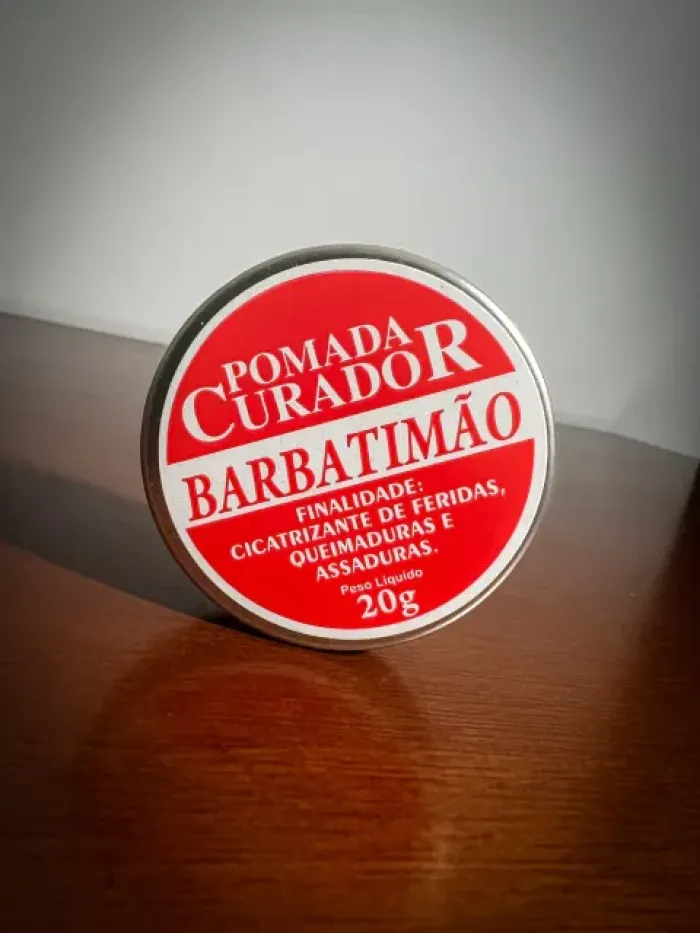 POMADA
CURADOR
BARBATIMÃO
FINALIDADE:
CICATRIZANTE DE FERIDAS,
QUEIMADURAS E
ASSADURAS.
Peso Líquido
20g